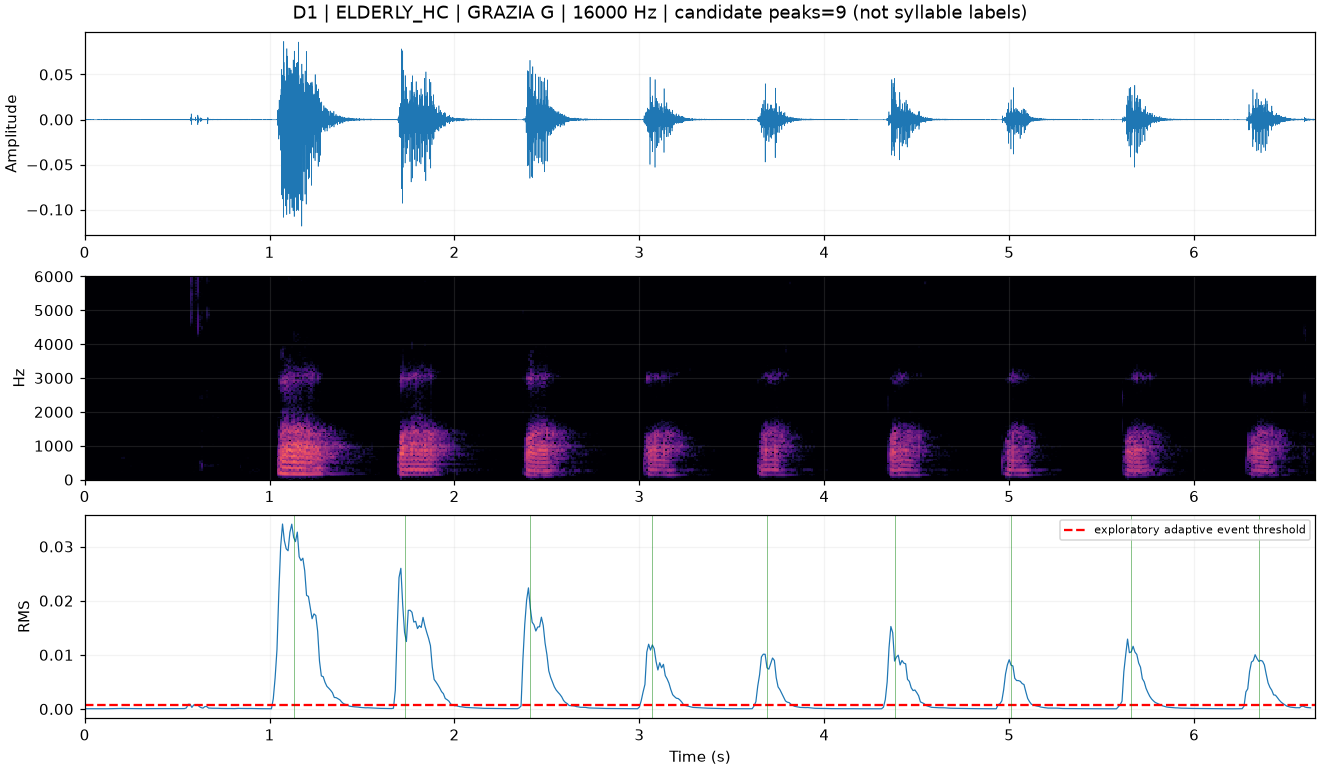 D1 | ELDERLY_HC | GRAZIA G | 16000 Hz | candidate peaks=9 (not syllable labels)
Amplitude
0.05
0.00
−0.05
−0.10
0 1 2 3 4 5 6
Hz
6000
5000
4000
3000
2000
1000
0
0 1 2 3 4 5 6
RMS
0.03
0.02
0.01
0.00
exploratory adaptive event threshold
0 1 2 3 4 5 6
Time (s)